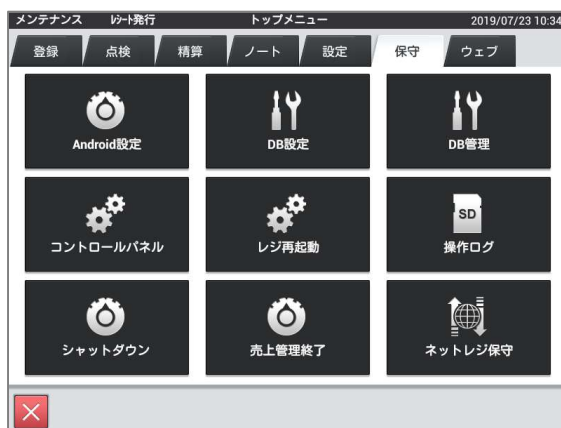 メンテナンス ﾚｼｰﾄ発行 トップメニュー 2019/07/23 10:34
登録 点検 精算 ノート 設定 保守 ウェブ
Android設定 DB設定 DB管理
SD
コントロールパネル レジ再起動 操作ログ
シャットダウン 売上管理終了 ネットレジ保守